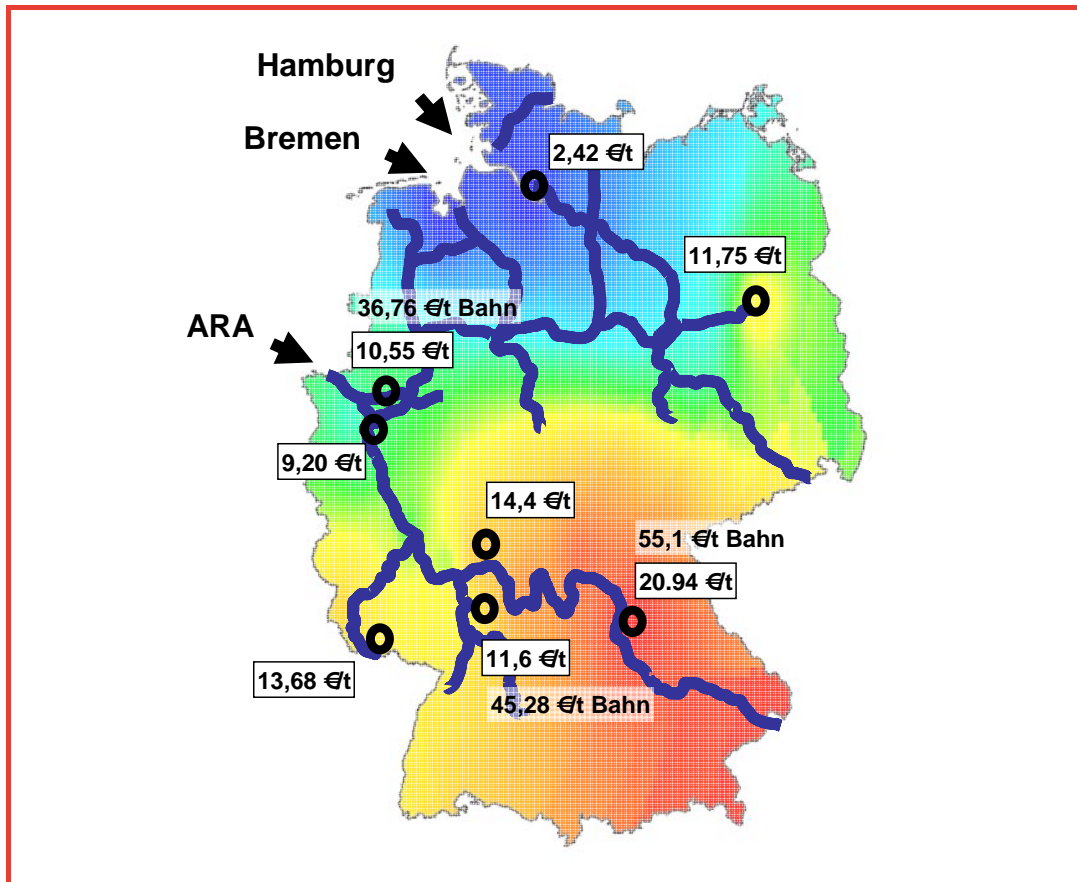 Hamburg
Bremen
2,42 €/t
11,75 €/t
36,76 €/t Bahn
ARA
10,55 €/t
9,20 €/t
14,4 €/t
55,1 €/t Bahn
20.94 €/t
11,6 €/t
13,68 €/t
45,28 €/t Bahn